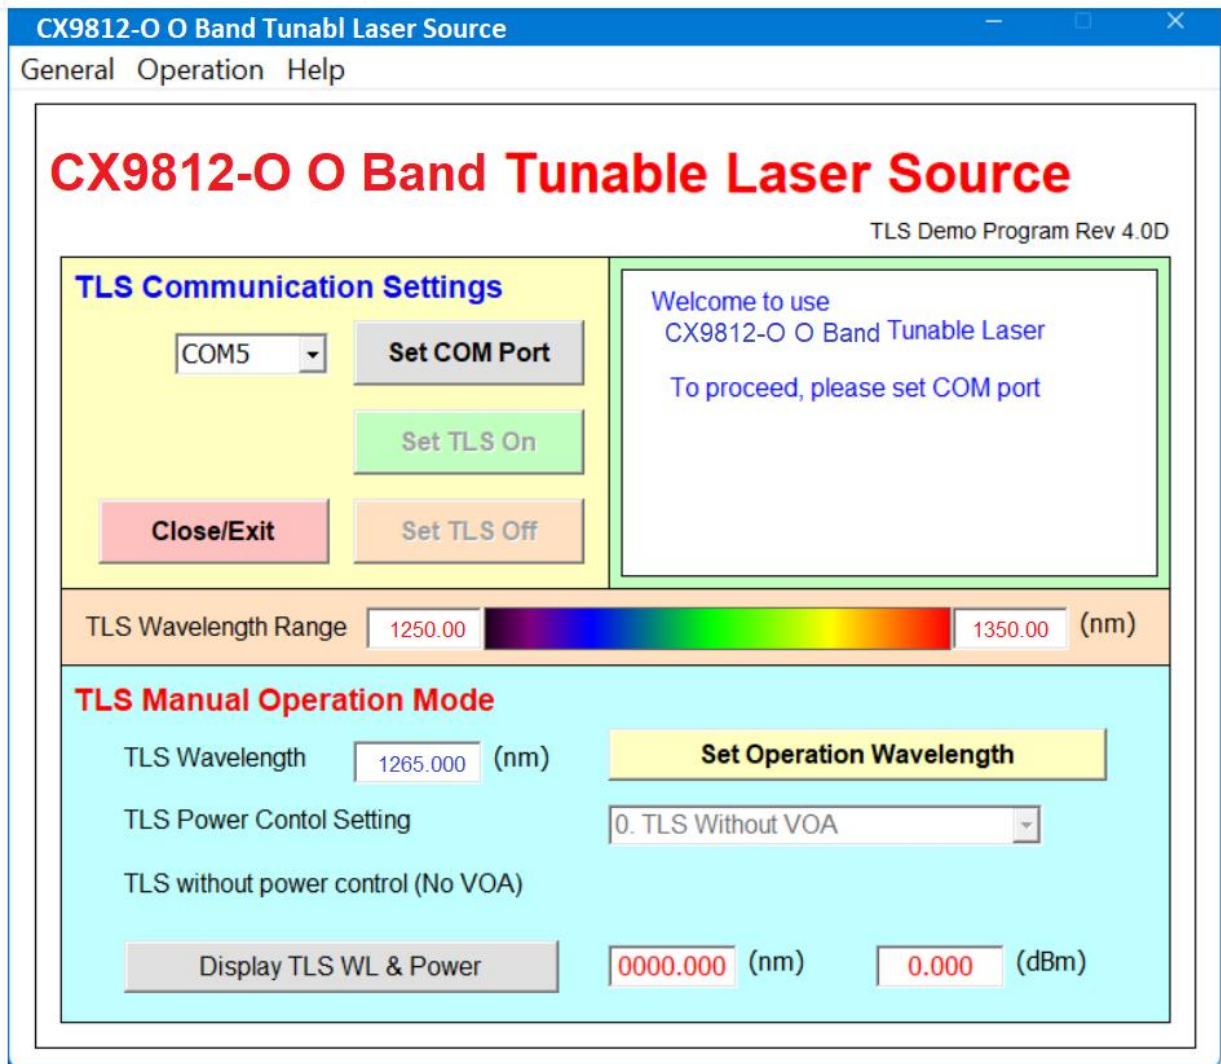 CX9812-O O Band Tunabl Laser Source
General Operation Help
CX9812-O O Band Tunable Laser Source
TLS Demo Program Rev 4.0D
TLS Communication Settings
COM5
Set COM Port
Set TLS On
Close/Exit
Set TLS Off
Welcome to use
CX9812-O O Band Tunable Laser
To proceed, please set COM port
TLS Wavelength Range 1250.00 1350.00 (nm)
TLS Manual Operation Mode
TLS Wavelength 1265.000 (nm) Set Operation Wavelength
TLS Power Contol Setting 0. TLS Without VOA
TLS without power control (No VOA)
Display TLS WL & Power 0000.000 (nm) 0.000 (dBm)